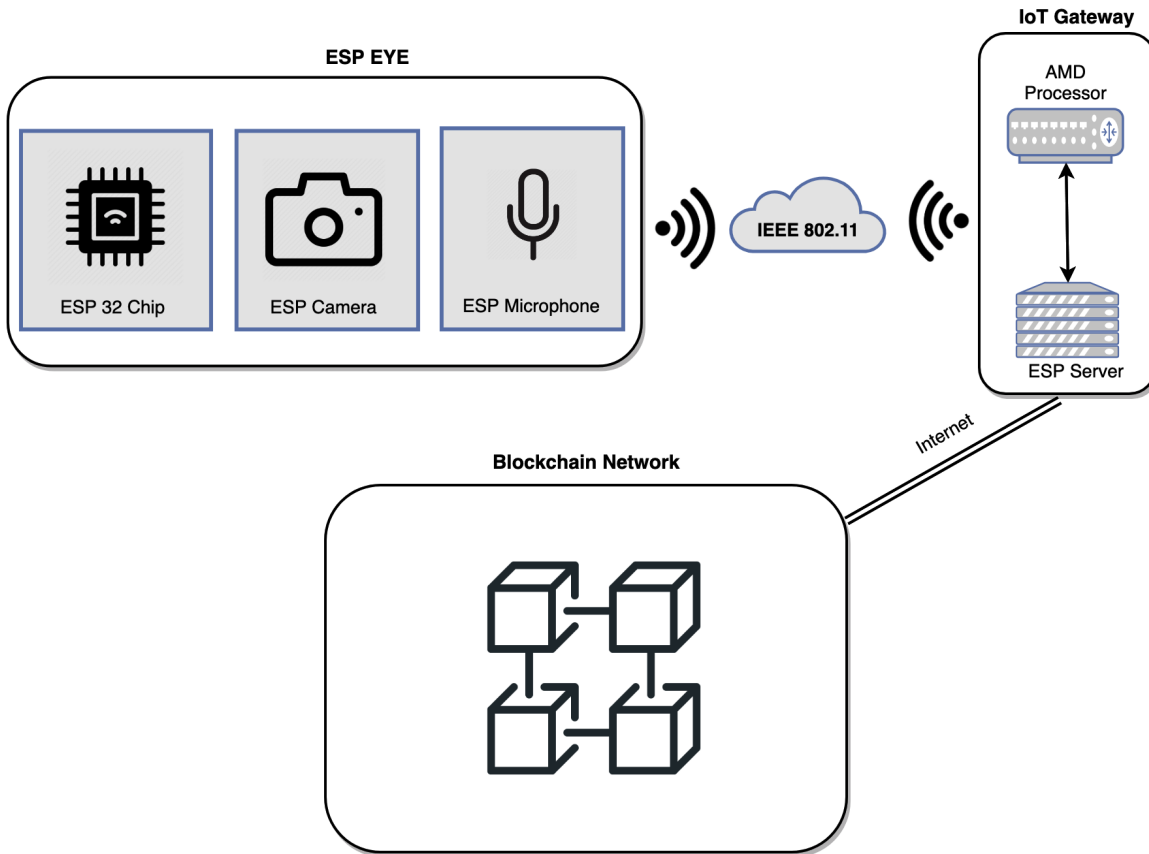 IoT Gateway
ESP EYE
AMD
Processor
ESP 32 Chip
ESP Camera
ESP Microphone
IEEE 802.11
ESP Server
Internet
Blockchain Network